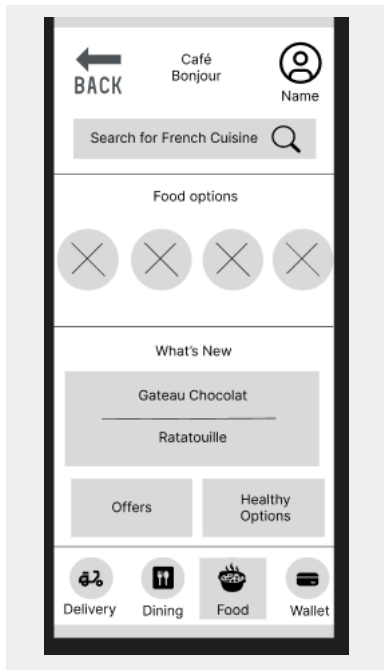 BACK
Café
Bonjour
Name
Search for French Cuisine
Food options
What's New
Gateau Chocolat
Ratatouille
Offers
Healthy
Options
Delivery
Dining
Food
Wallet